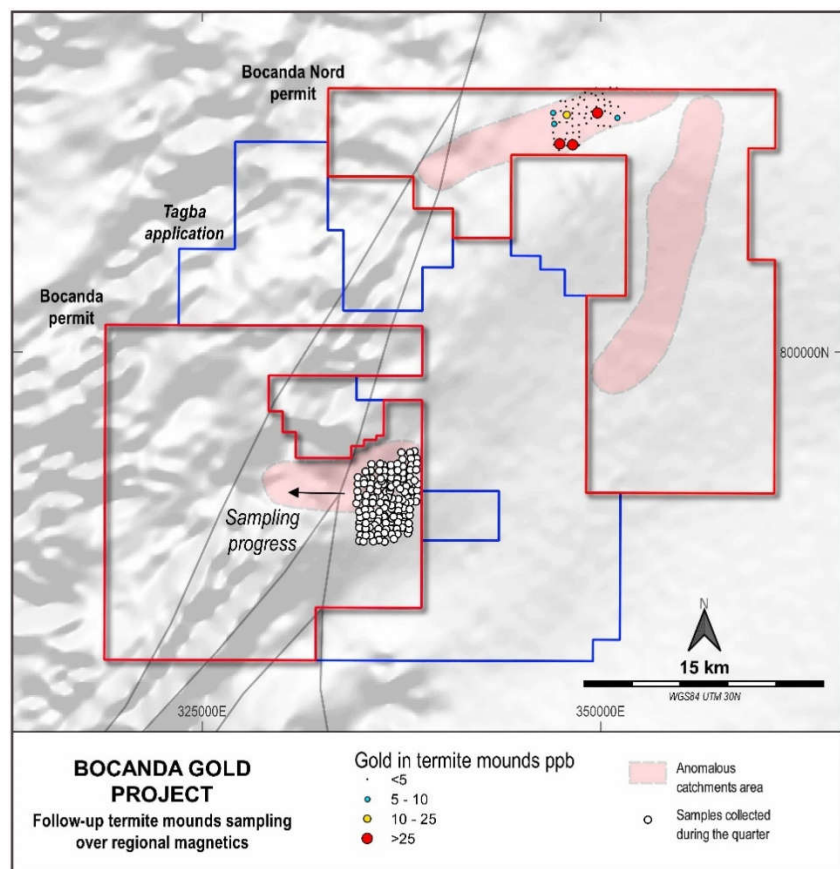 Bocanda Nord
permit
Tagba
application
Bocanda
permit
800000N
Sampling
progress
N
15 km
WGS84 UTM 30N
325000E
350000E
BOCANDA GOLD
PROJECT
Follow-up termite mounds sampling
over regional magnetics
Gold in termite mounds ppb
<5
5 - 10
10 - 25
>25
Anomalous
catchments area
Samples collected
during the quarter